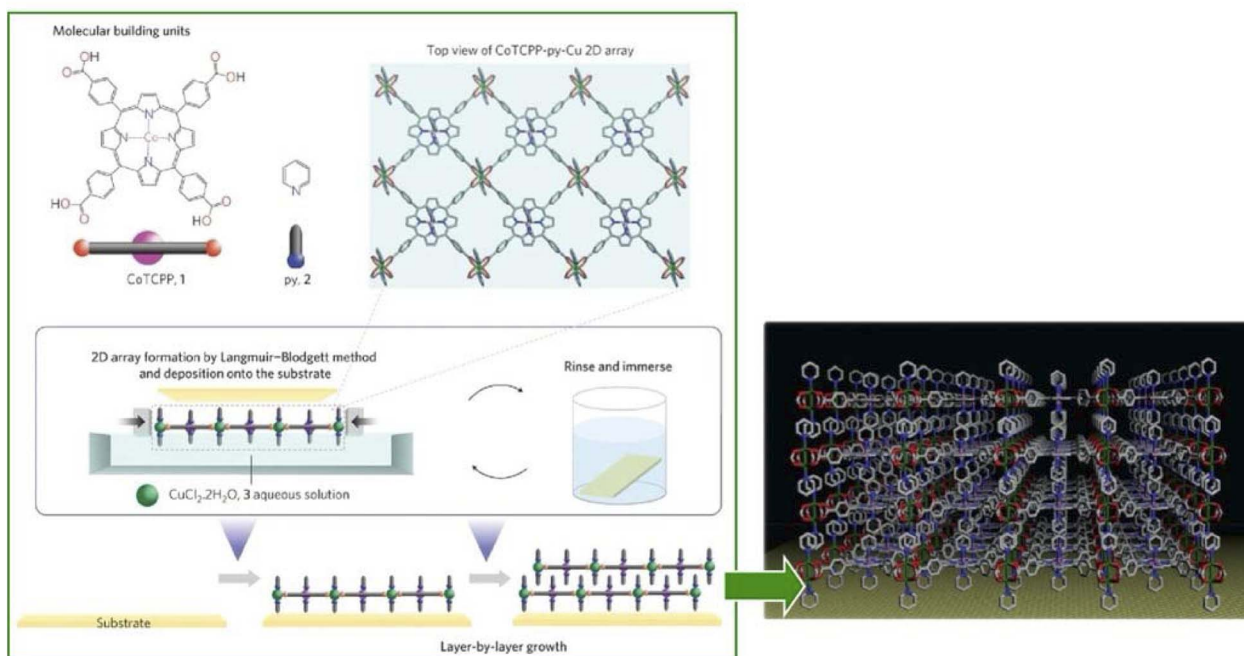 Molecular building units
OH
O
O
OH
N
N
Co
N
N
HO
O
O
HO
N
CoTCPP, 1
py, 2
Top view of CoTCPP-py-Cu 2D array
2D array formation by Langmuir–Blodgett method
and deposition onto the substrate
Rinse and immerse
CuCl₂.2H₂O, 3 aqueous solution
Substrate
Layer-by-layer growth